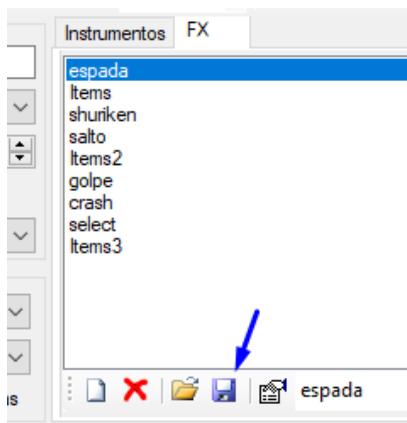 Instrumentos FX
espada
Items
shuriken
salto
Items2
golpe
crash
select
Items3
espada